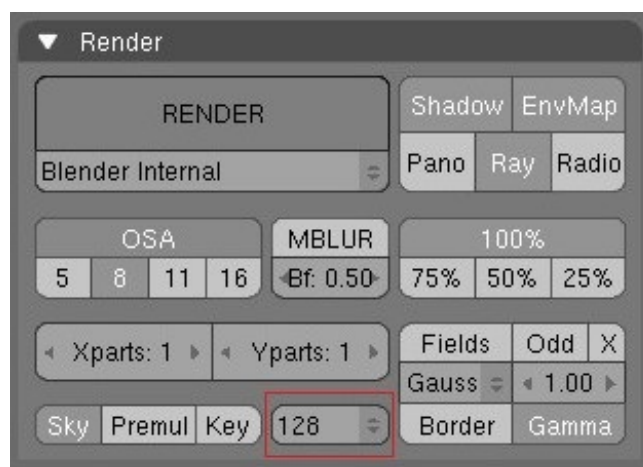 Render
RENDER
Shadow EnvMap
Blender Internal
Pano Ray Radio
OSA MBLUR 100%
5 8 11 16 Bf: 0.50 75% 50% 25%
Xparts: 1 Yparts: 1 Fields Odd X
Gauss 1.00
Sky Premul Key 128 Border Gamma